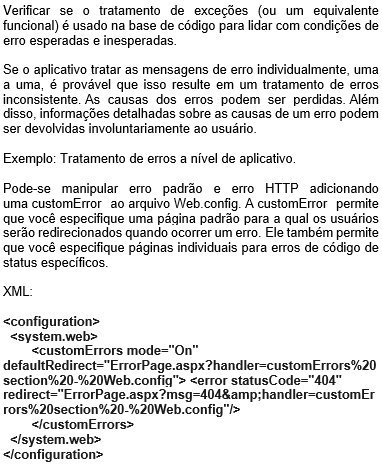 Verificar se o tratamento de exceções (ou um equivalente
funcional) é usado na base de código para lidar com condições de
erro esperadas e inesperadas.
Se o aplicativo tratar as mensagens de erro individualmente, uma
a uma, é provável que isso resulte em um tratamento de erros
inconsistente. As causas dos erros podem ser perdidas. Além
disso, informações detalhadas sobre as causas de um erro podem
ser devolvidas involuntariamente ao usuário.
Exemplo: Tratamento de erros a nível de aplicativo.
Pode-se manipular erro padrão e erro HTTP adicionando
uma customError ao arquivo Web.config. A customError permite
que você especifique uma página padrão para a qual os usuários
serão redirecionados quando ocorrer um erro. Ele também permite
que você especifique páginas individuais para erros de código de
status específicos.
XML:
<configuration>
<system.web>
<customErrors mode="On"
defaultRedirect="ErrorPage.aspx?handler=customErrors%20
section%20-%20Web.config"> <error statusCode="404"
redirect="ErrorPage.aspx?msg=404&amp;handler=customEr
rors%20section%20-%20Web.config"/>
</customErrors>
</system.web>
</configuration>